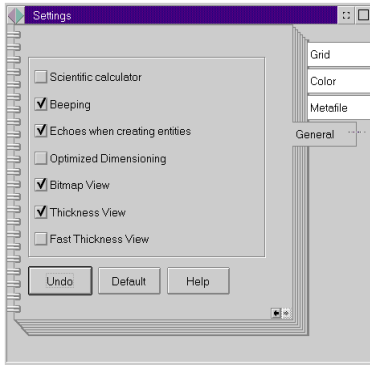 Settings
Grid
Color
Metafile
General
Scientific calculator
Beeping
Echoes when creating entities
Optimized Dimensioning
Bitmap View
Thickness View
Fast Thickness View
Undo
Default
Help